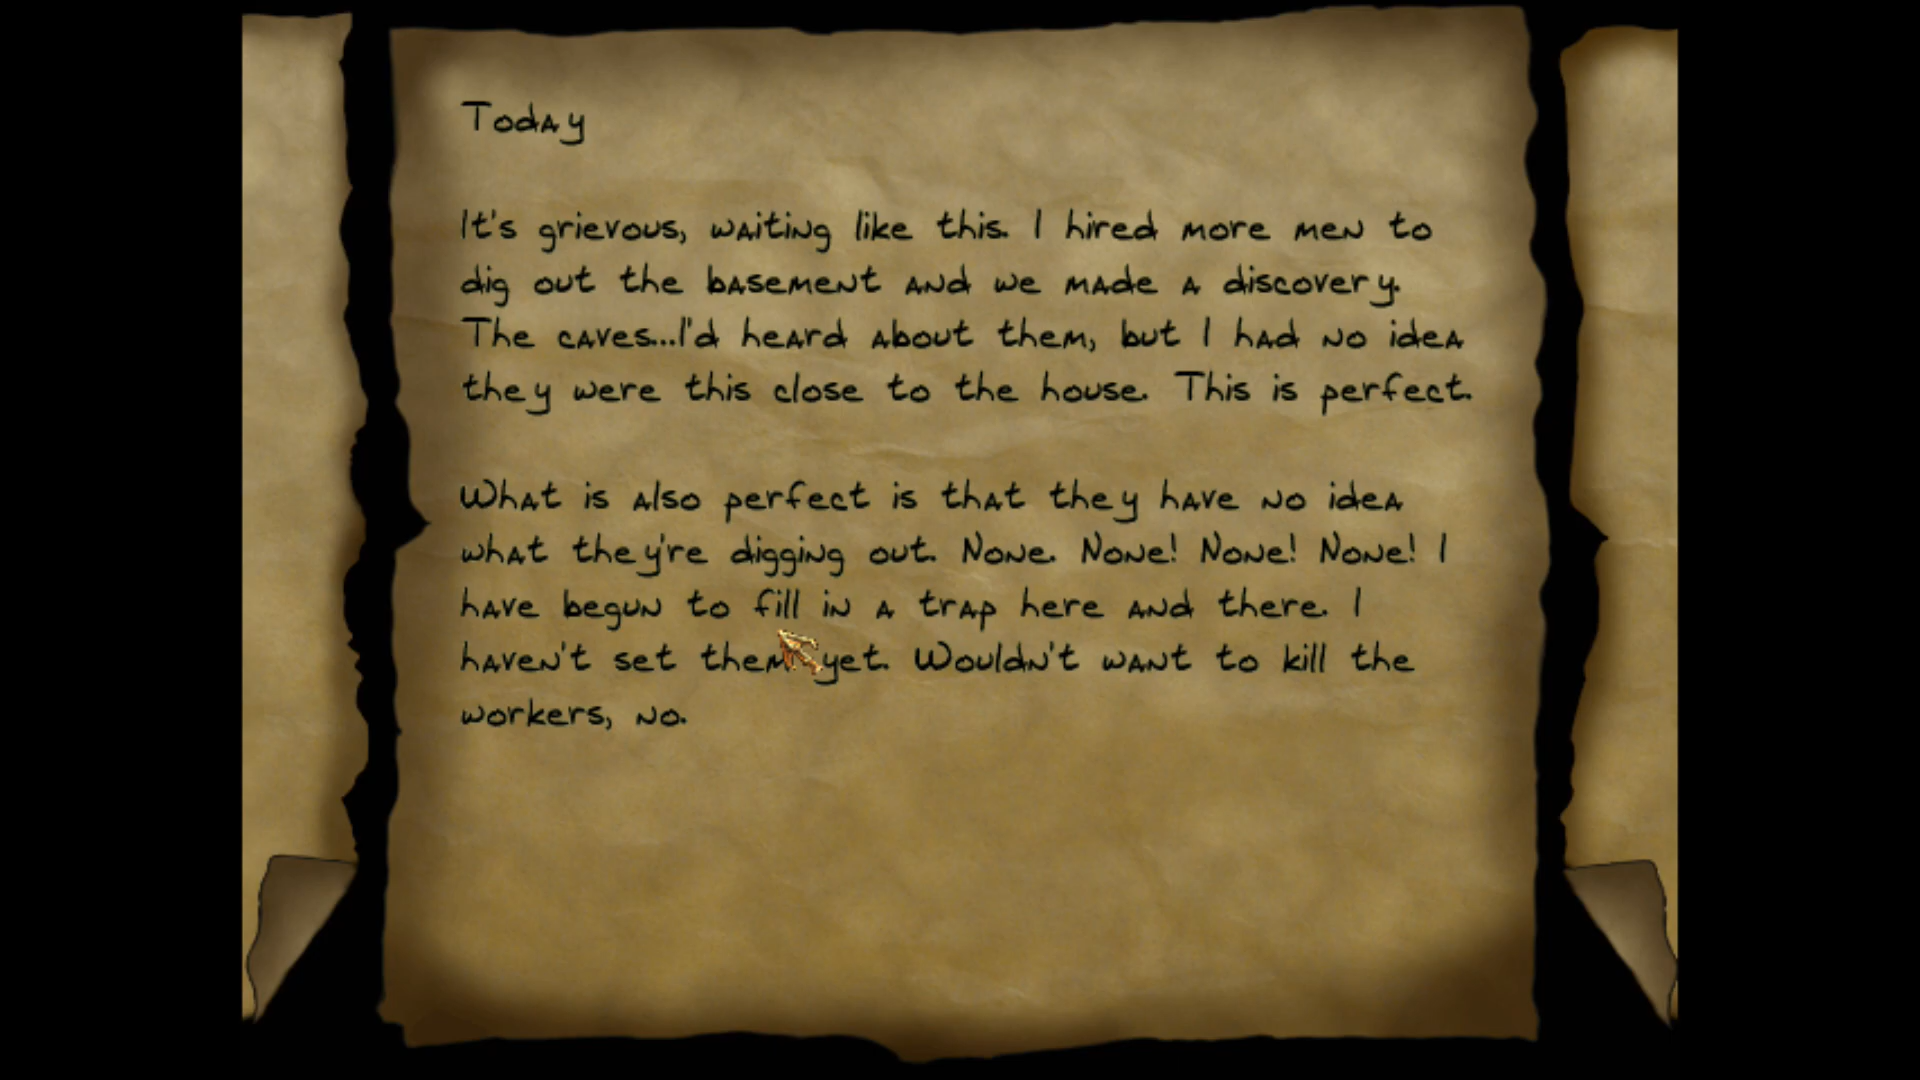 Today
It's grievous, waiting like this. I hired more men to
dig out the basement and we made a discovery.
The caves...I'd heard about them, but I had no idea
they were this close to the house. This is perfect.
What is also perfect is that they have no idea
what they're digging out. None. None! None! None! I
have begun to fill in a trap here and there. I
haven't set them yet. Wouldn't want to kill the
workers, no.